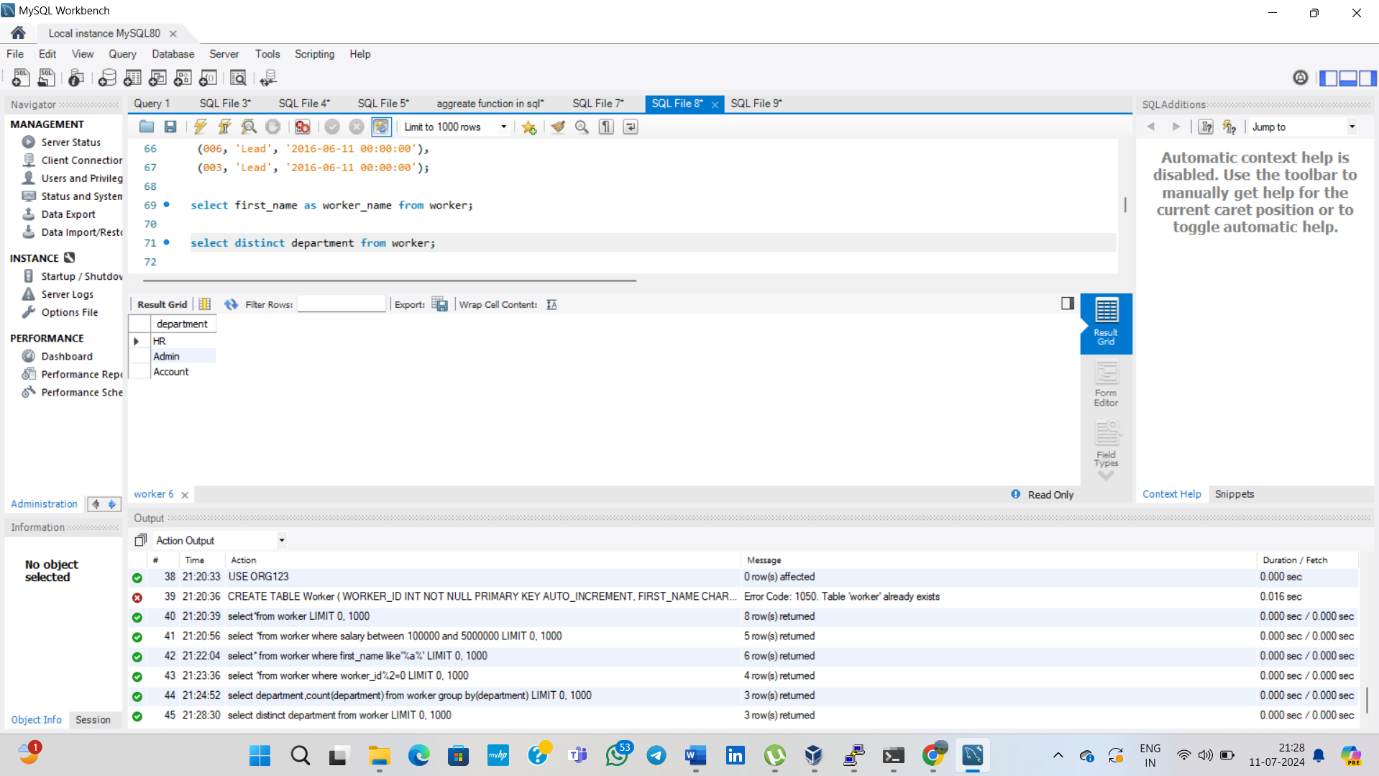 MySQL Workbench
Local instance MySQL80
File Edit View Query Database Server Tools Scripting Help
Navigator
MANAGEMENT
Server Status
Client Connection
Users and Privileg
Status and System
Data Export
Data Import/Resto
INSTANCE
Startup / Shutdov
Server Logs
Options File
PERFORMANCE
Dashboard
Performance Repo
Performance Sche
Administration
Information
No object
selected
Object Info Session
Query 1 SQL File 3* SQL File 4* SQL File 5* aggreate function in sql* SQL File 7* SQL File 8* SQL File 9*
Limit to 1000 rows
66 (006, 'Lead', '2016-06-11 00:00:00'),
67 (003, 'Lead', '2016-06-11 00:00:00');
68
69 select first_name as worker_name from worker;
70
71 select distinct department from worker;
72
Result Grid Filter Rows: Export: Wrap Cell Content:
department
HR
Admin
Account
Result
Grid
Form
Editor
Field
Types
worker 6
Read Only
SQLAdditions
Jump to
Automatic context help is
disabled. Use the toolbar to
manually get help for the
current caret position or to
toggle automatic help.
Context Help Snippets
Output
Action Output
# Time Action Message Duration / Fetch
38 21:20:33 USE ORG123 0 row(s) affected 0.000 sec
39 21:20:36 CREATE TABLE Worker ( WORKER_ID INT NOT NULL PRIMARY KEY AUTO_INCREMENT, FIRST_NAME CHAR... Error Code: 1050. Table 'worker' already exists 0.016 sec
40 21:20:39 select*from worker LIMIT 0, 1000 8 row(s) returned 0.000 sec / 0.000 sec
41 21:20:56 select *from worker where salary between 100000 and 5000000 LIMIT 0, 1000 5 row(s) returned 0.000 sec / 0.000 sec
42 21:22:04 select* from worker where first_name like'%a%' LIMIT 0, 1000 6 row(s) returned 0.000 sec / 0.000 sec
43 21:23:36 select *from worker where worker_id%2=0 LIMIT 0, 1000 4 row(s) returned 0.000 sec / 0.000 sec
44 21:24:52 select department,count(department) from worker group by(department) LIMIT 0, 1000 3 row(s) returned 0.000 sec / 0.000 sec
45 21:28:30 select distinct department from worker LIMIT 0, 1000 3 row(s) returned 0.000 sec / 0.000 sec
1
53
ENG
IN
21:28
11-07-2024
PRE